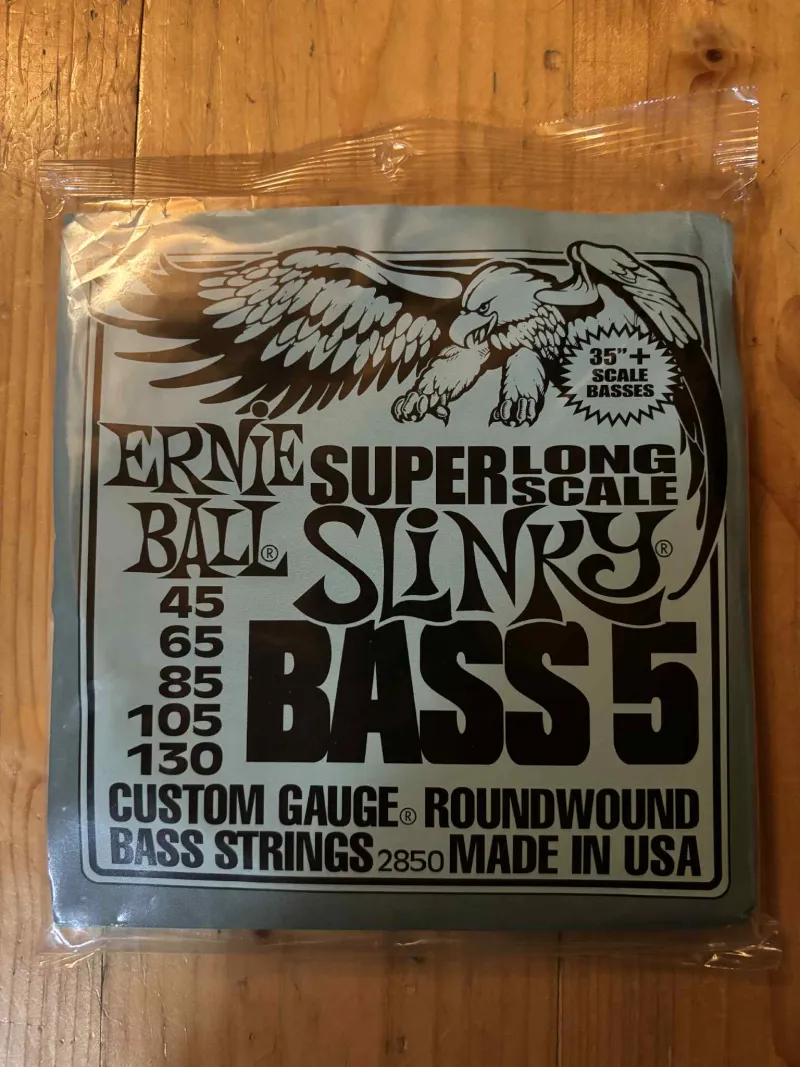 35"+
SCALE
BASSES
ERNiE
BALL®
SUPER LONG
SCALE
SLiNKY®
45
65
85
105
130
BASS 5
CUSTOM GAUGE® ROUNDWOUND
BASS STRINGS 2850 MADE IN USA